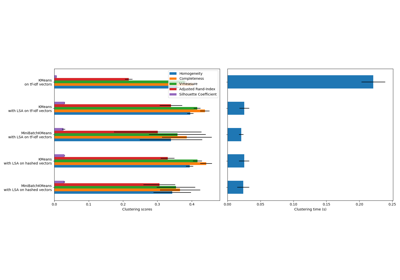 Homogeneity
Completeness
V-measure
Adjusted Rand-Index
Silhouette Coefficient
KMeans
on tf-idf vectors
KMeans
with LSA on tf-idf vectors
MiniBatchKMeans
with LSA on tf-idf vectors
KMeans
with LSA on hashed vectors
MiniBatchKMeans
with LSA on hashed vectors
0.0 0.1 0.2 0.3 0.4
Clustering scores
0.00 0.05 0.10 0.15 0.20 0.25
Clustering time (s)